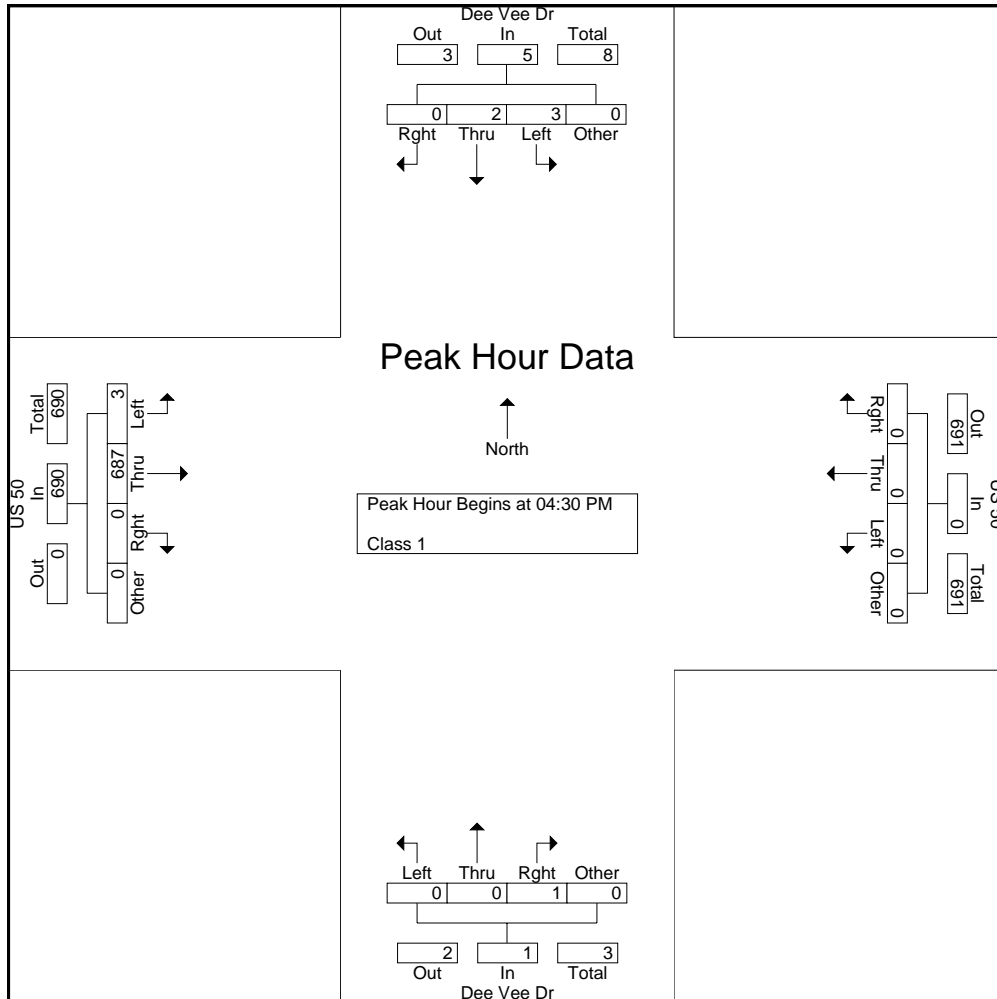 Dee Vee Dr
Out In Total
3 5 8
0 2 3 0
Rght Thru Left Other
Peak Hour Data
North
Peak Hour Begins at 04:30 PM
Class 1
US 50
Total In Out
690 690 0
3 687 0 0
Left Thru Rght Other
Rght Thru Left Other
0 0 0 0
Out In Total
691 0 691
Left Thru Rght Other
0 0 1 0
2 1 3
Out In Total
Dee Vee Dr